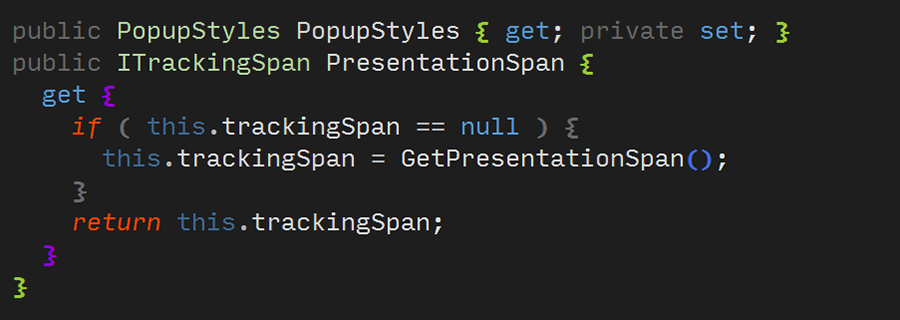 public PopupStyles PopupStyles { get; private set; }
public ITrackingSpan PresentationSpan {
  get {
    if ( this.trackingSpan == null ) {
      this.trackingSpan = GetPresentationSpan();
    }
    return this.trackingSpan;
  }
}